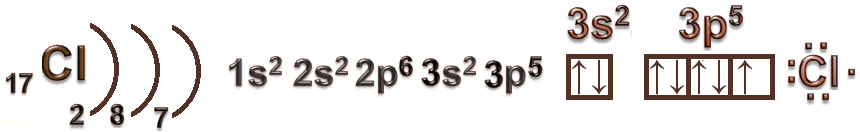 17 Cl 2 8 7
1s² 2s² 2p⁶ 3s² 3p⁵
3s² 3p⁵
↑↓ ↑↓ ↑↓ ↑
Cl